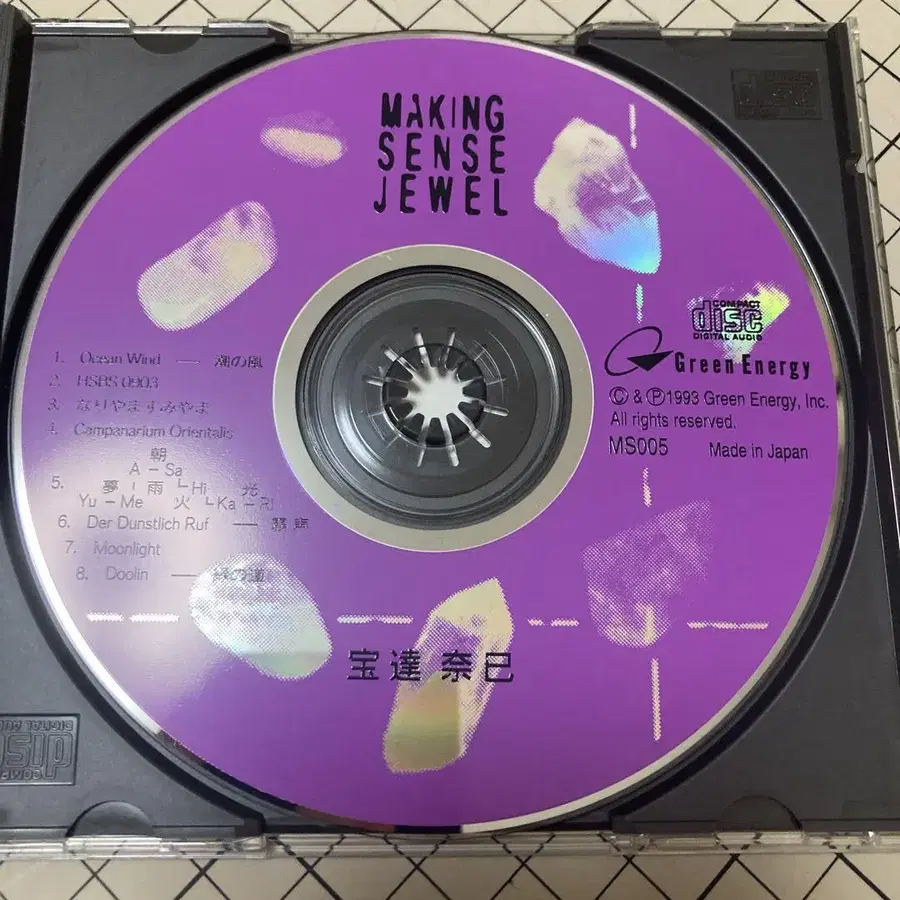 MAKING
SENSE
JEWEL
COMPACT
disc
DIGITAL AUDIO
Green Energy
© & ℗1993 Green Energy, Inc.
All rights reserved.
MS005 Made in Japan
1. Ocean Wind — 潮の風
2. HSBS 0903
3. なりやますみやま
4. Campanarium Orientalis
朝
A – Sa
5. 夢 – 雨 └ Hi 光
Yu – Me 火 └ Ka – Ri
6. Der Dunstlich Ruf —
7. Moonlight
8. Doolin — の道
宝達 奈巳